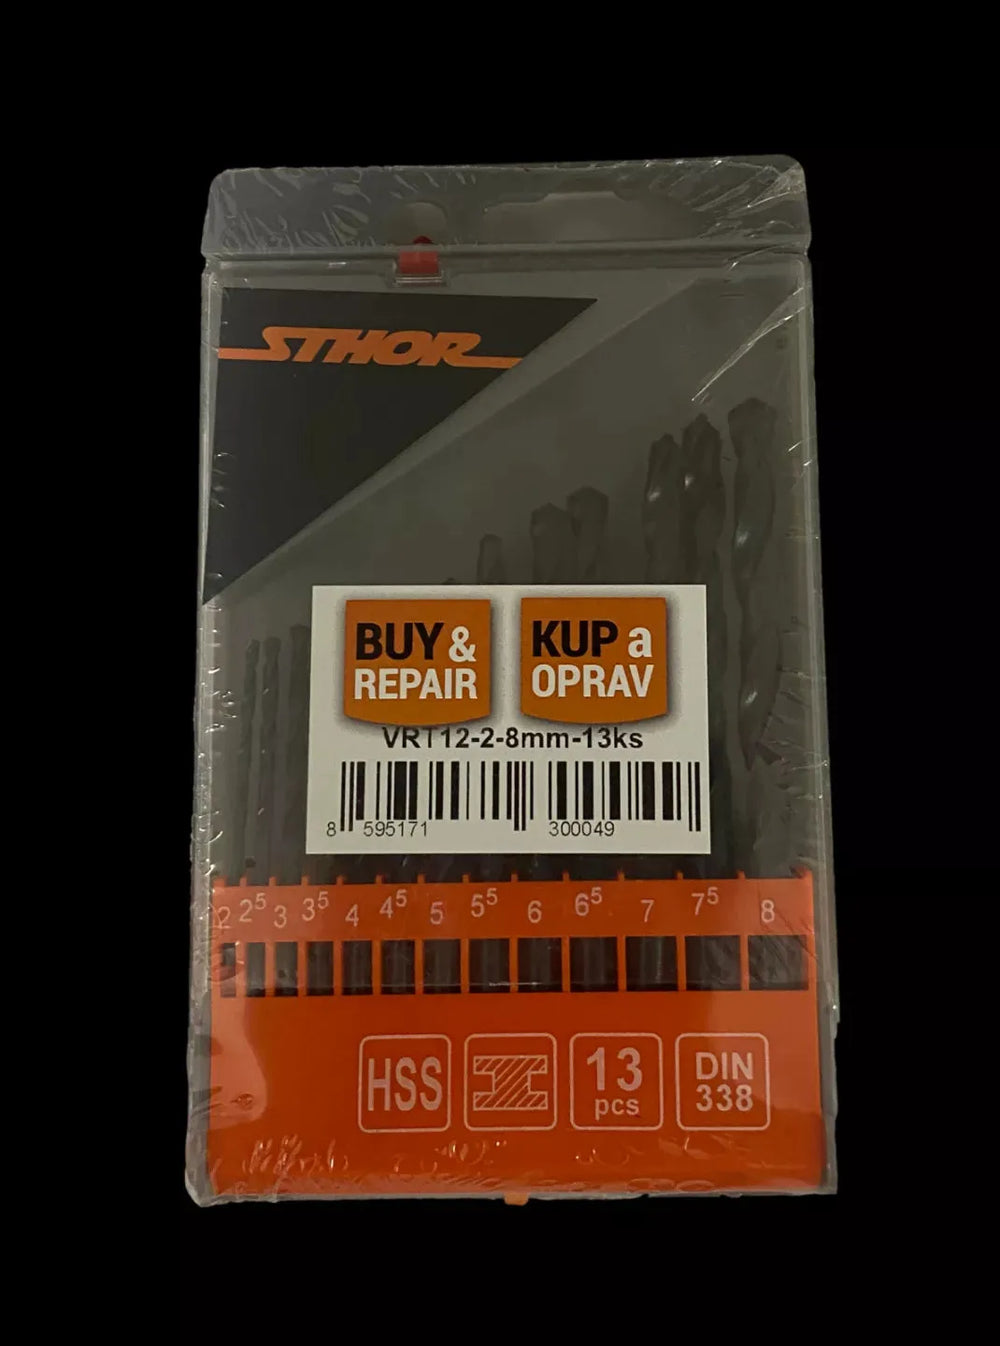 STHOR
BUY &
REPAIR
KUP a
OPRAV
VRT12-2-8mm-13ks
8 595171 300049
2 2⁵ 3 3⁵ 4 4⁵ 5 5⁵ 6 6⁵ 7 7⁵ 8
HSS
13
pcs
DIN
338